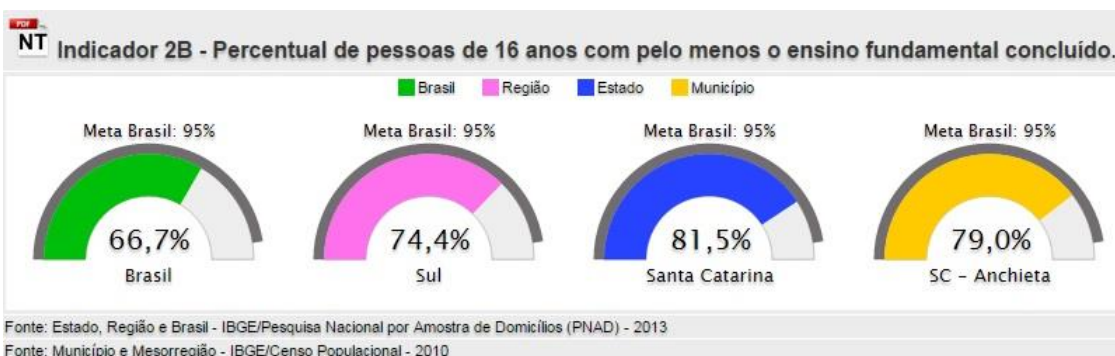 PDF
NT Indicador 2B - Percentual de pessoas de 16 anos com pelo menos o ensino fundamental concluído.
Brasil Região Estado Município
Meta Brasil: 95% Meta Brasil: 95% Meta Brasil: 95% Meta Brasil: 95%
66,7% 74,4% 81,5% 79,0%
Brasil Sul Santa Catarina SC - Anchieta
Fonte: Estado, Região e Brasil - IBGE/Pesquisa Nacional por Amostra de Domicílios (PNAD) - 2013
Fonte: Município e Mesorregião - IBGE/Censo Populacional - 2010